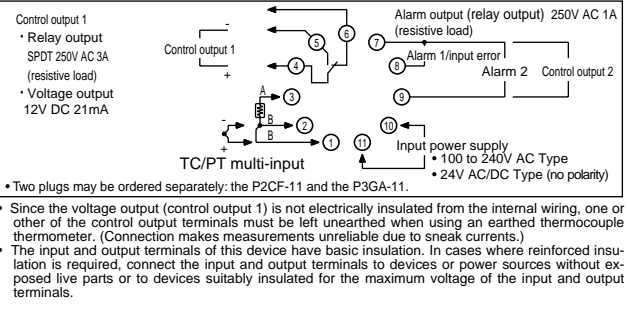 Control output 1
・Relay output
SPDT 250V AC 3A
(resistive load)
・Voltage output
12V DC 21mA
Control output 1
-
+
5
6
4
A
3
B
2
B
1
-
+
TC/PT multi-input
Alarm output (relay output) 250V AC 1A
(resistive load)
7
Alarm 1/input error
8
Alarm 2
Control output 2
9
10
11
Input power supply
• 100 to 240V AC Type
• 24V AC/DC Type (no polarity)
• Two plugs may be ordered separately: the P2CF-11 and the P3GA-11.
• Since the voltage output (control output 1) is not electrically insulated from the internal wiring, one or
other of the control output terminals must be left unearthed when using an earthed thermocouple
thermometer. (Connection makes measurements unreliable due to sneak currents.)
• The input and output terminals of this device have basic insulation. In cases where reinforced insu-
lation is required, connect the input and output terminals to devices or power sources without ex-
posed live parts or to devices suitably insulated for the maximum voltage of the input and output
terminals.